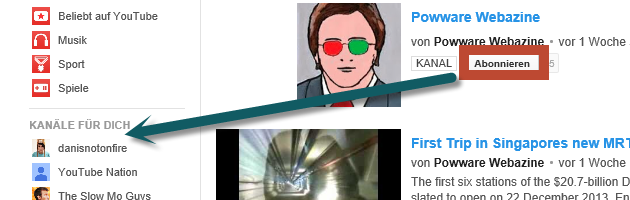 Beliebt auf YouTube
Musik
Sport
Spiele
KANÄLE FÜR DICH
danisnotonfire
YouTube Nation
The Slow Mo Guys
Powware Webazine
von Powware Webazine • vor 1 Woche
KANAL Abonnieren 5
First Trip in Singapores new MRT
von Powware Webazine • vor 1 Woche
The first six stations of the $20.7-billion D
slated to open on 22 December 2013. En